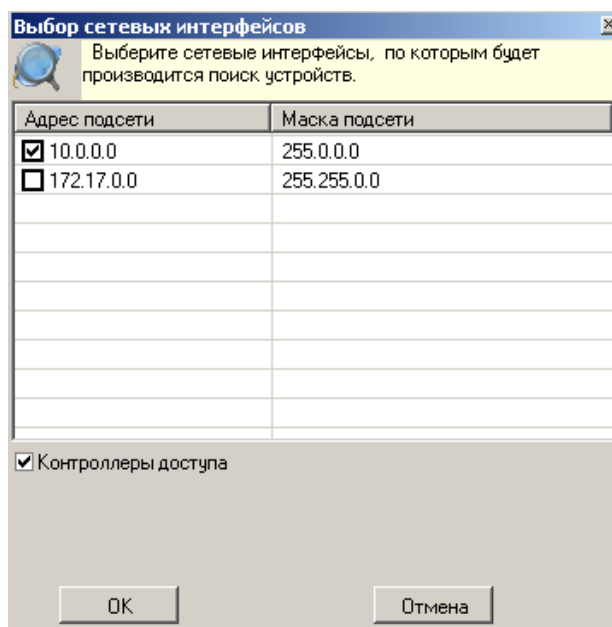 Выбор сетевых интерфейсов
Выберите сетевые интерфейсы, по которым будет
производится поиск устройств.
Адрес подсети Маска подсети
10.0.0.0 255.0.0.0
172.17.0.0 255.255.0.0
Контроллеры доступа
OK Отмена